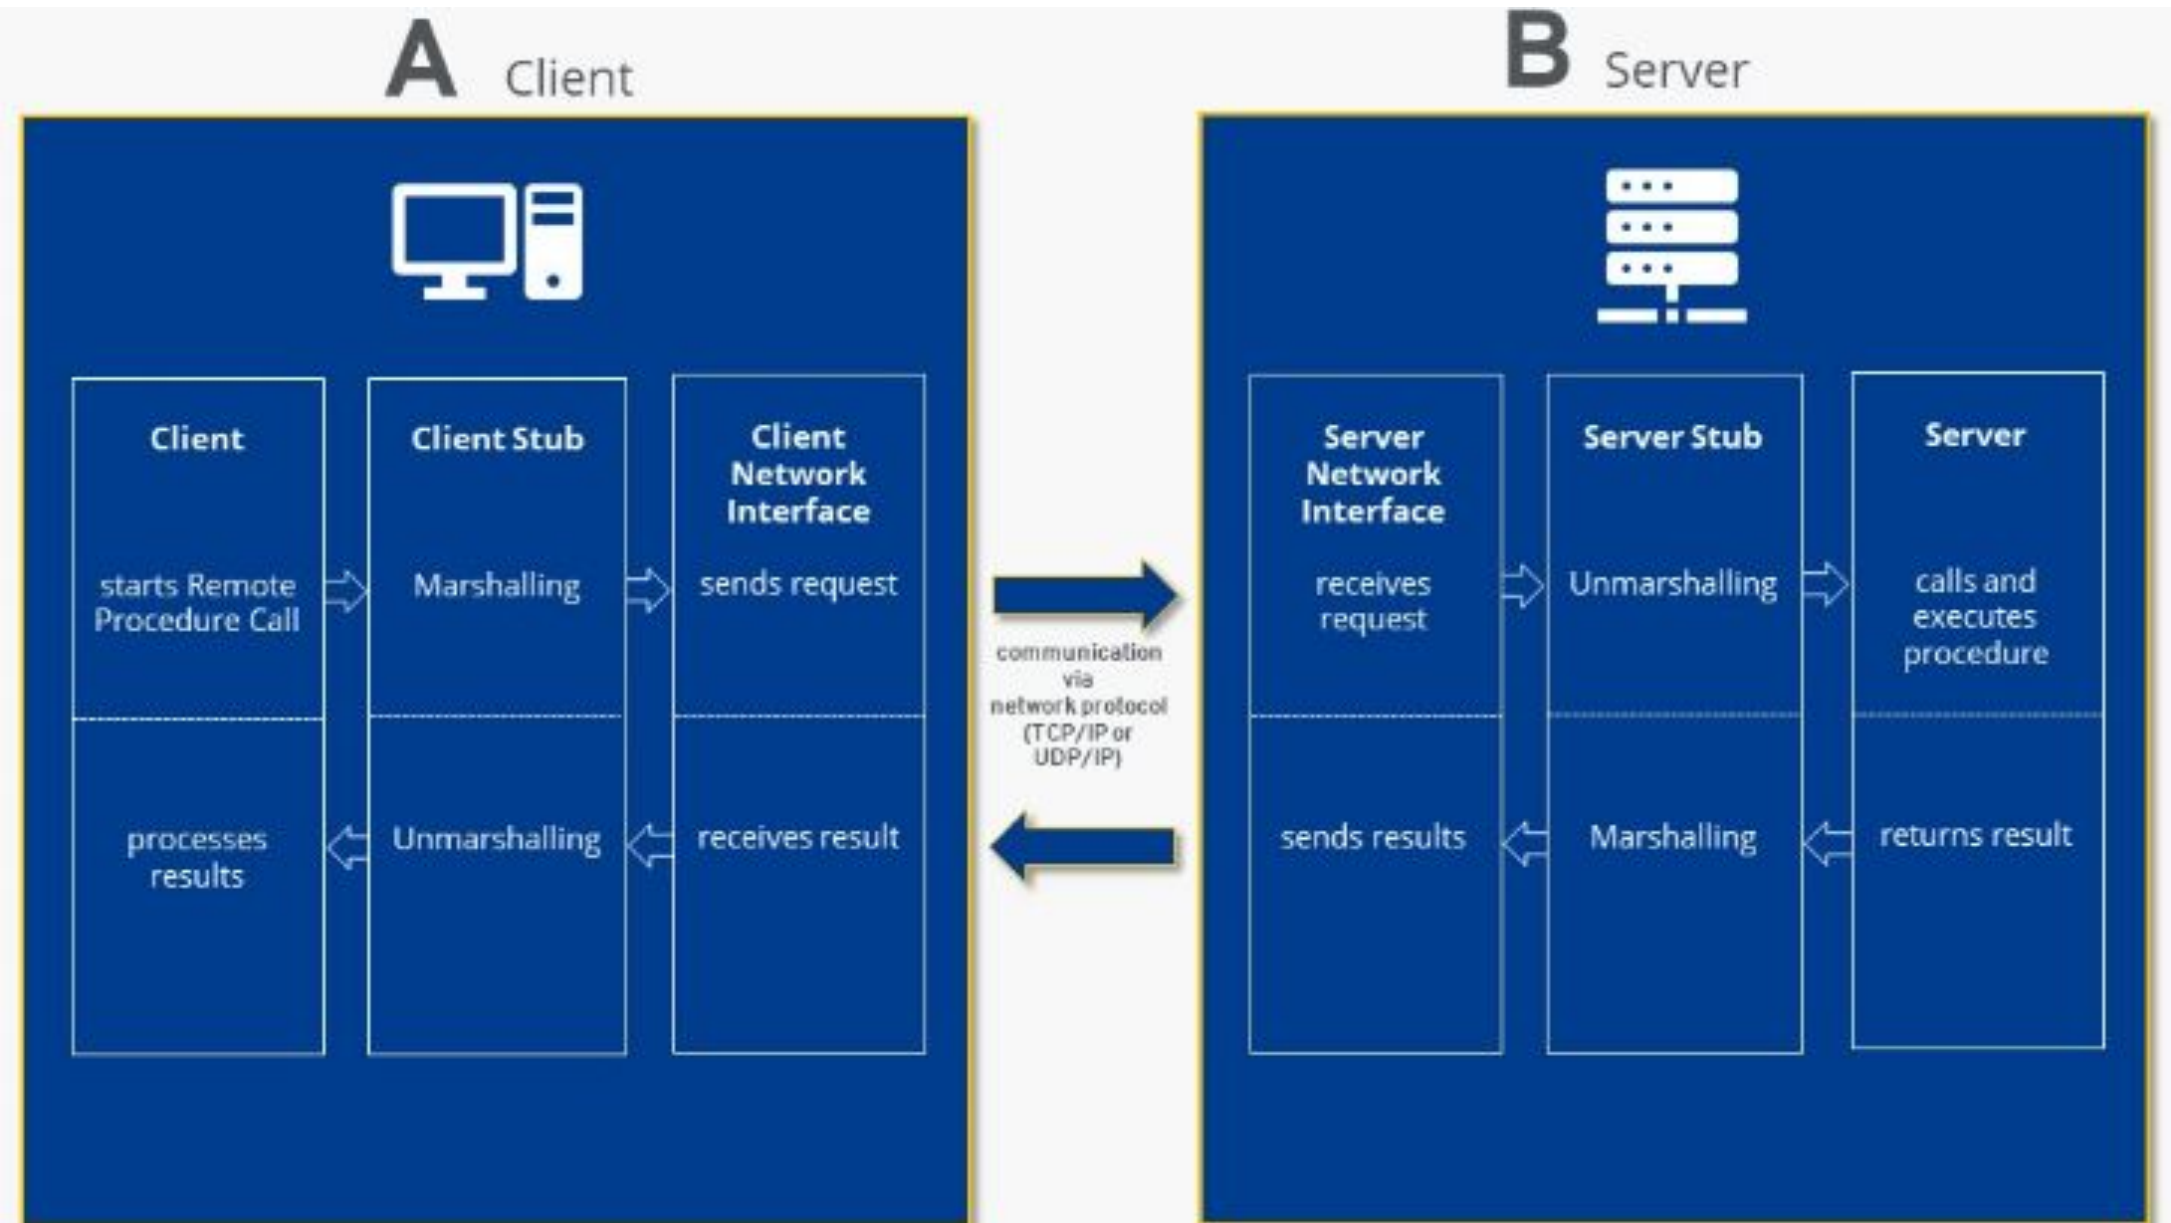 A Client
B Server
Client
starts Remote
Procedure Call
processes
results
Client Stub
Marshalling
Unmarshalling
Client
Network
Interface
sends request
receives result
communication
via
network protocol
(TCP/IP or
UDP/IP)
Server
Network
Interface
receives
request
sends results
Server Stub
Unmarshalling
Marshalling
Server
calls and
executes
procedure
returns result